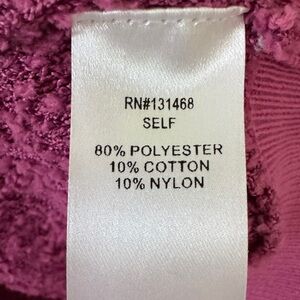 RN#131468
SELF
80% POLYESTER
10% COTTON
10% NYLON